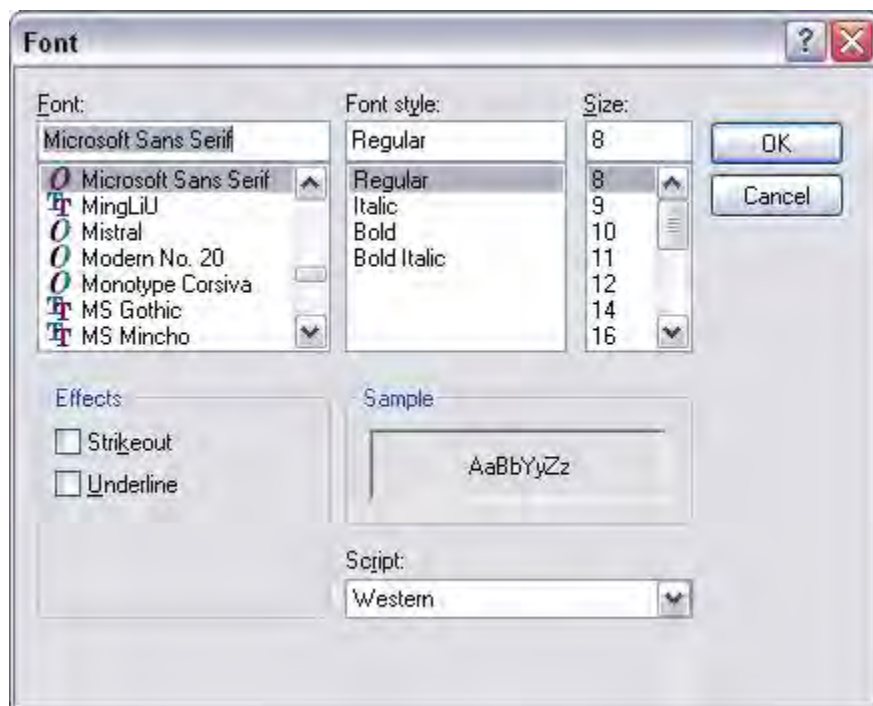 Font
Font:
Microsoft Sans Serif
Microsoft Sans Serif
MingLiU
Mistral
Modern No. 20
Monotype Corsiva
MS Gothic
MS Mincho
Font style:
Regular
Regular
Italic
Bold
Bold Italic
Size:
8
8
9
10
11
12
14
16
OK
Cancel
Effects
Strikeout
Underline
Sample
AaBbYyZz
Script:
Western